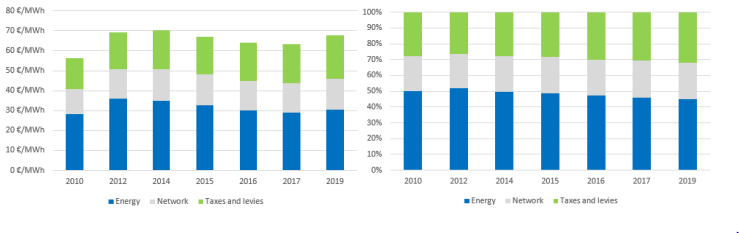 80 €/MWh
70 €/MWh
60 €/MWh
50 €/MWh
40 €/MWh
30 €/MWh
20 €/MWh
10 €/MWh
0 €/MWh
2010 2012 2014 2015 2016 2017 2019
Energy Network Taxes and levies
100%
90%
80%
70%
60%
50%
40%
30%
20%
10%
0%
2010 2012 2014 2015 2016 2017 2019
Energy Network Taxes and levies